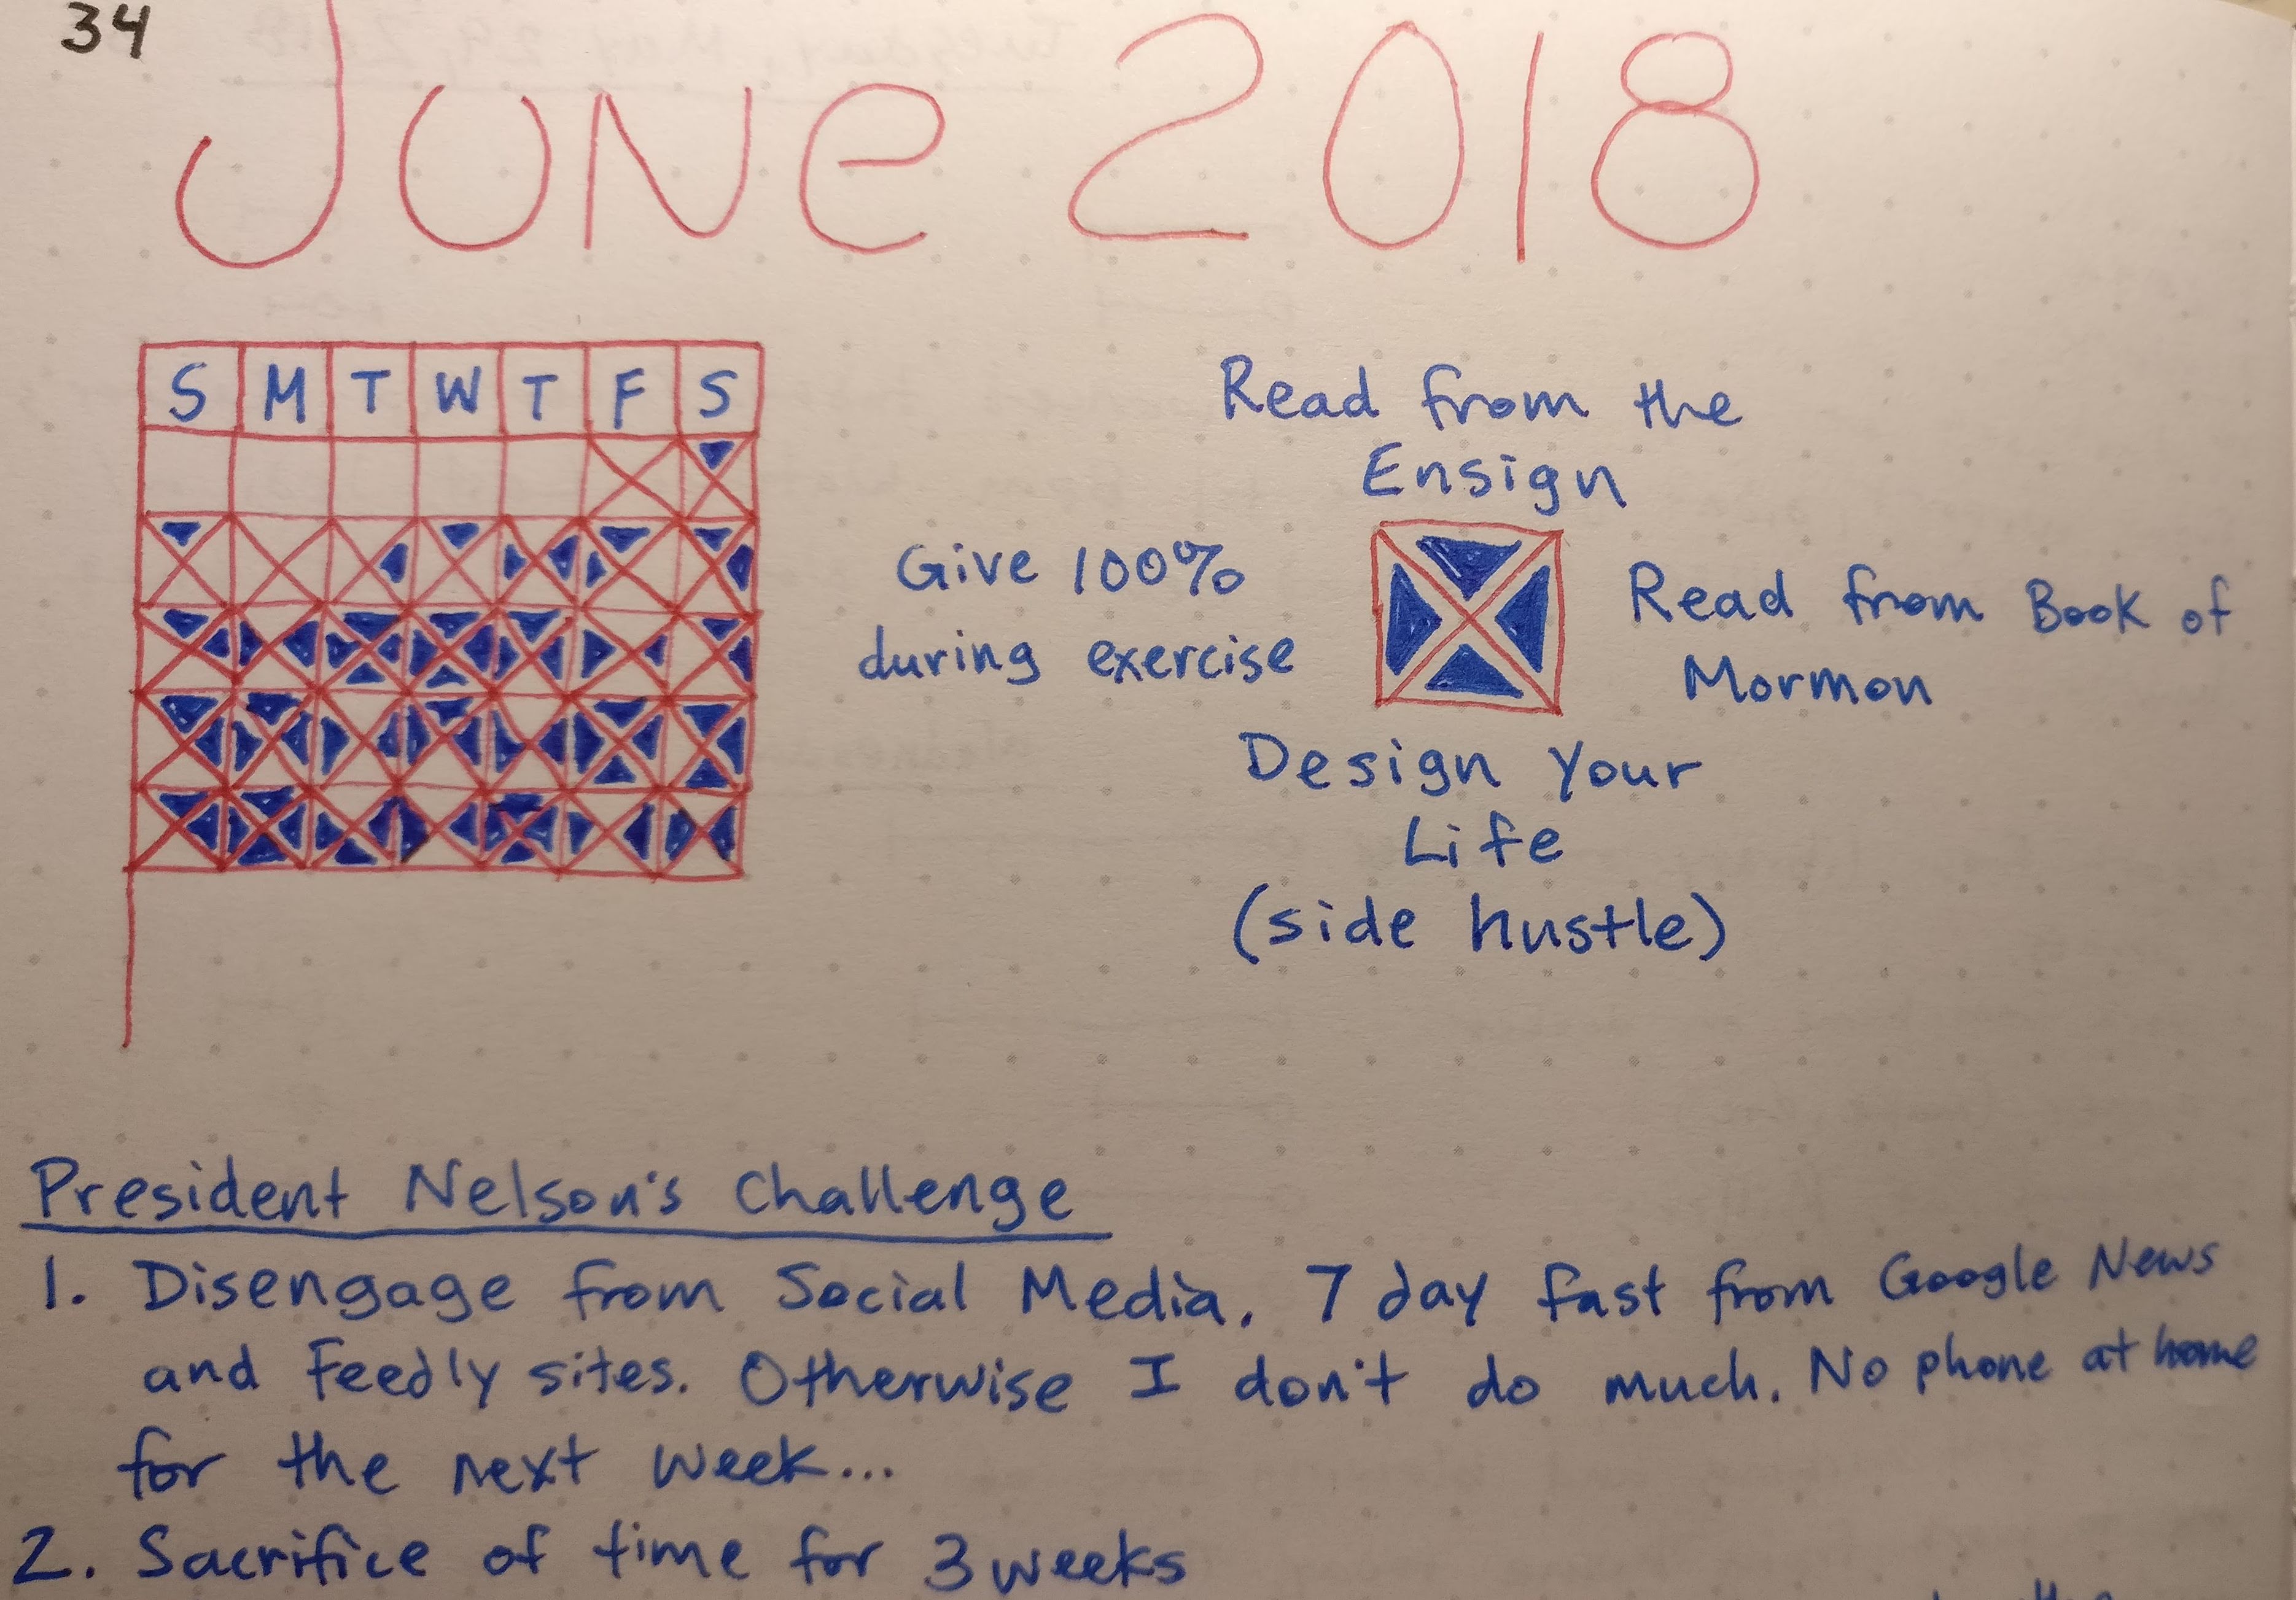 34
JUNe 2018
S M T W T F S
Read from the
Ensign
Give 100%
during exercise
Read from Book of
Mormon
Design Your
Life
(side hustle)
President Nelson's Challenge
1. Disengage from Social Media. 7 day fast from Google News
and Feedly sites. Otherwise I don't do much. No phone at home
for the next week...
2. Sacrifice of time for 3 weeks